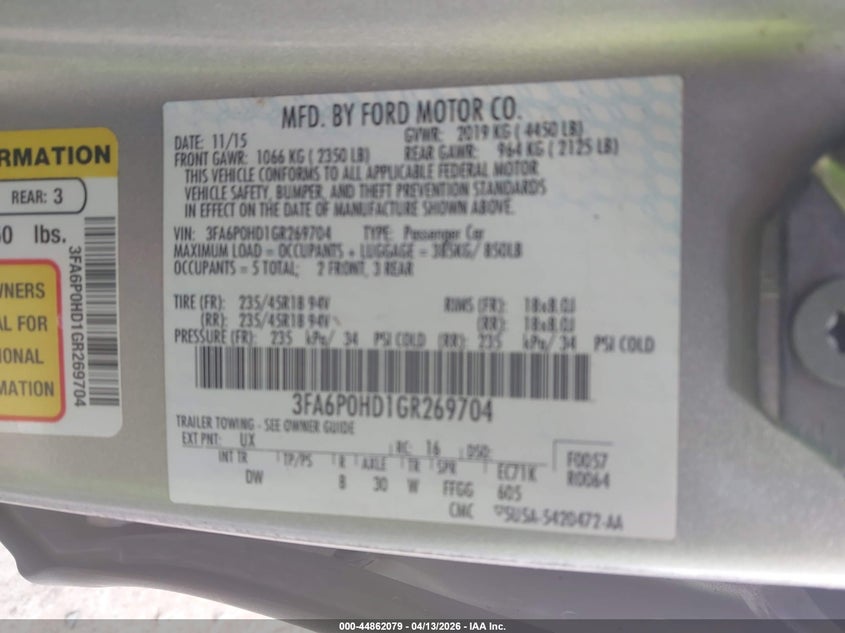 MFD. BY FORD MOTOR CO.
DATE: 11/15 GVWR: 2019 KG ( 4450 LB)
FRONT GAWR: 1066 KG ( 2350 LB) REAR GAWR: 964 KG ( 2125 LB)
THIS VEHICLE CONFORMS TO ALL APPLICABLE FEDERAL MOTOR
VEHICLE SAFETY, BUMPER, AND THEFT PREVENTION STANDARDS
IN EFFECT ON THE DATE OF MANUFACTURE SHOWN ABOVE.
VIN: 3FA6P0HD1GR269704 TYPE: Passenger Car
MAXIMUM LOAD = OCCUPANTS + LUGGAGE = 385KG/ 850LB
OCCUPANTS = 5 TOTAL; 2 FRONT, 3 REAR
TIRE (FR): 235/45R18 94V RIMS (FR): 18x8.0J
(RR): 235/45R18 94V (RR): 18x8.0J
PRESSURE (FR): 235 kPa/ 34 PSI COLD (RR): 235 kPa/ 34 PSI COLD
3FA6P0HD1GR269704
TRAILER TOWING - SEE OWNER GUIDE
EXT PNT: UX RC: 16 DSO: F0057
INT TR TP/PS R AXLE TR SPR EC71K R0064
DW B 30 W FFGG 605
CMC 5U5A-5420472-AA
ORMATION
REAR: 3
50 lbs.
WNERS
AL FOR
IONAL
MATION
3FA6P0HD1GR269704
000-44862079 - 04/13/2026 - IAA Inc.